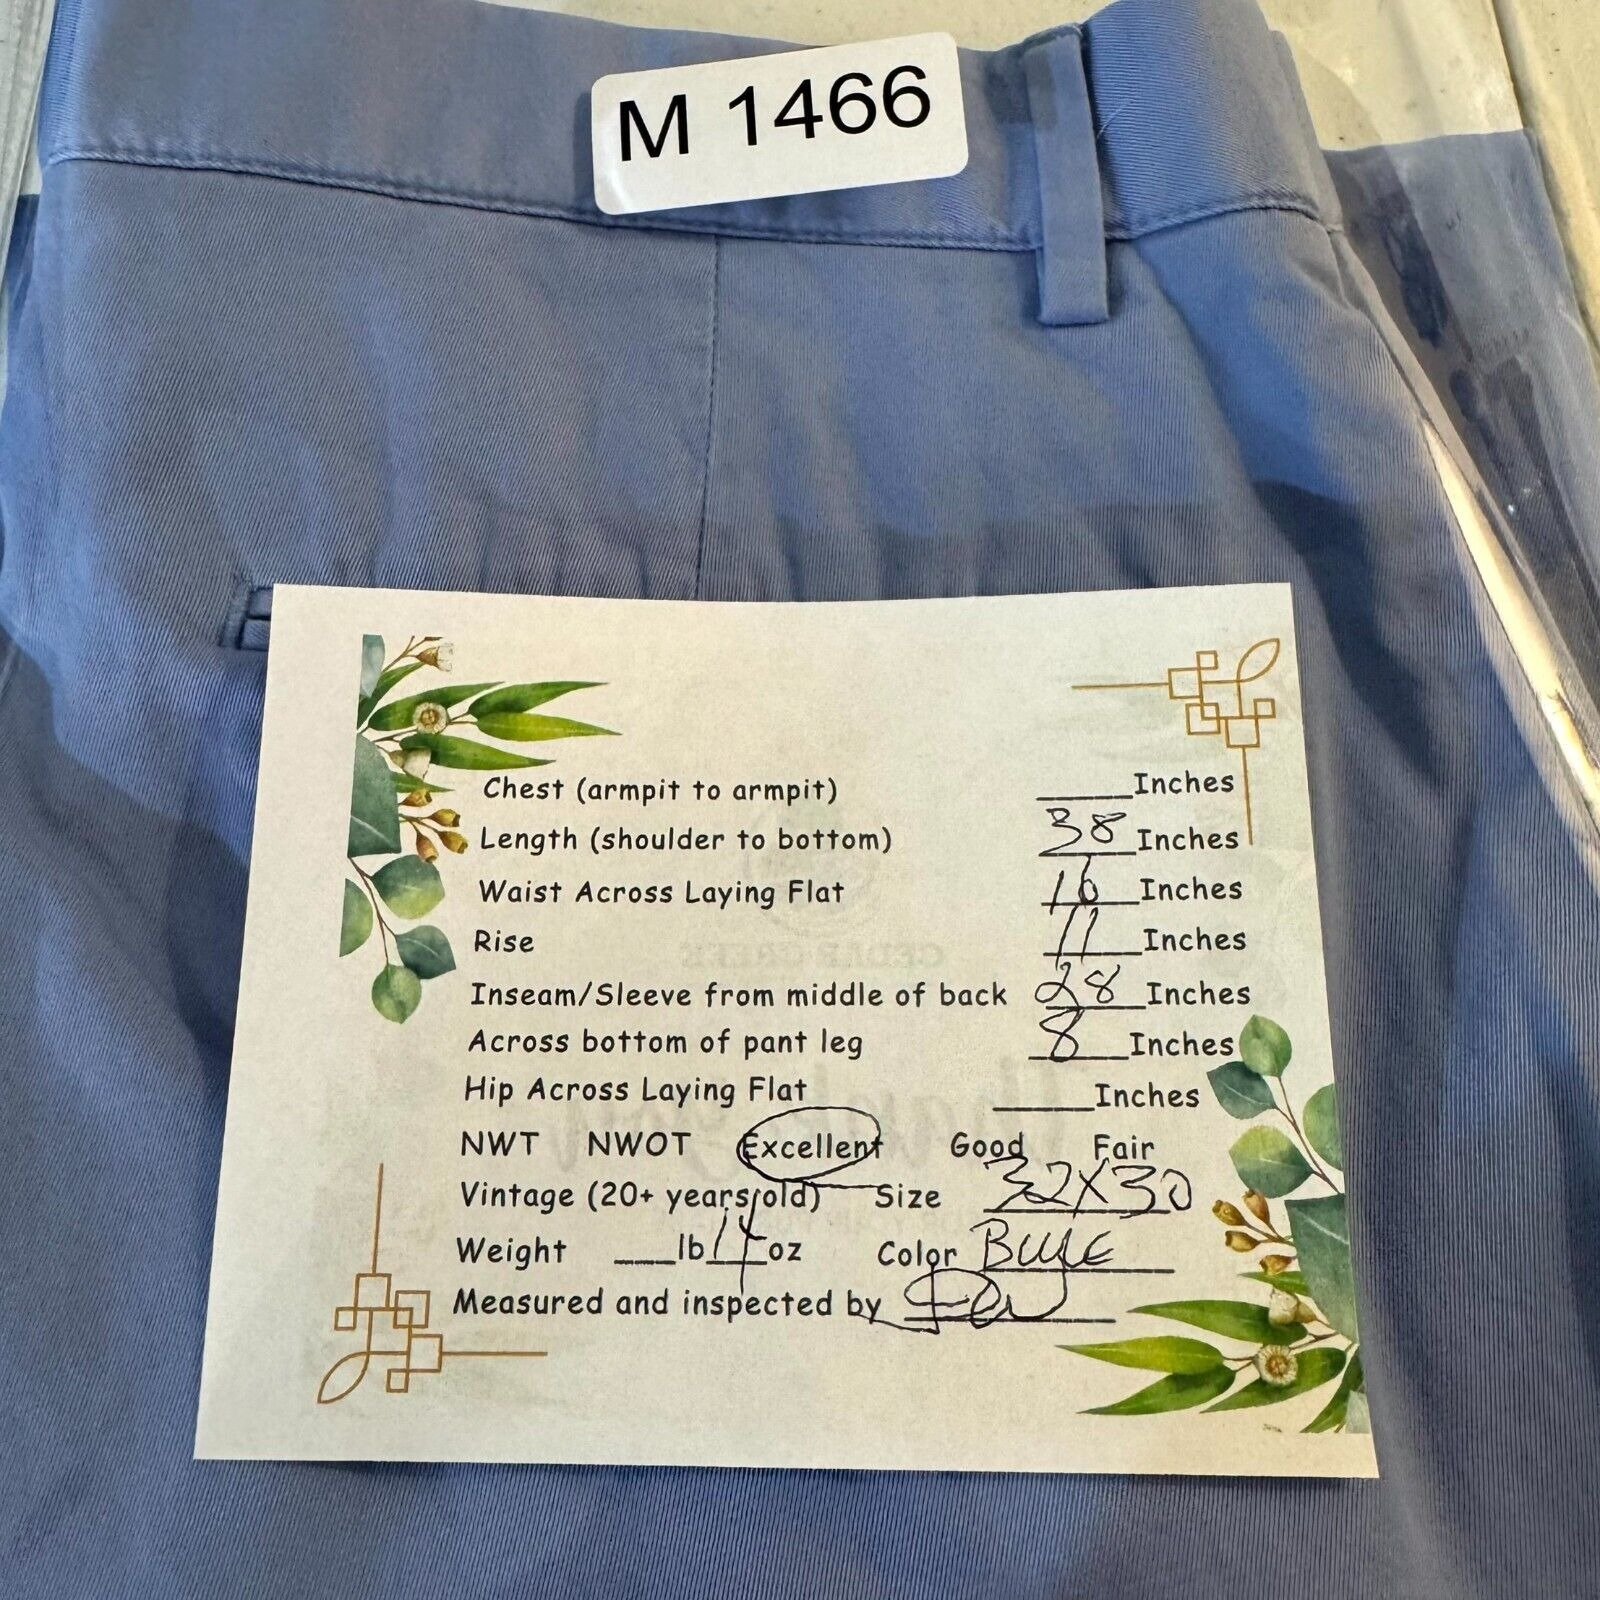 M 1466
Chest (armpit to armpit) ____Inches
Length (shoulder to bottom) 38 Inches
Waist Across Laying Flat 16 Inches
Rise 11 Inches
Inseam/Sleeve from middle of back 28 Inches
Across bottom of pant leg 8 Inches
Hip Across Laying Flat ____Inches
NWT NWOT Excellent Good Fair
Vintage (20+ years old) Size 32X30
Weight ___lb 14 oz Color Blue
Measured and inspected by